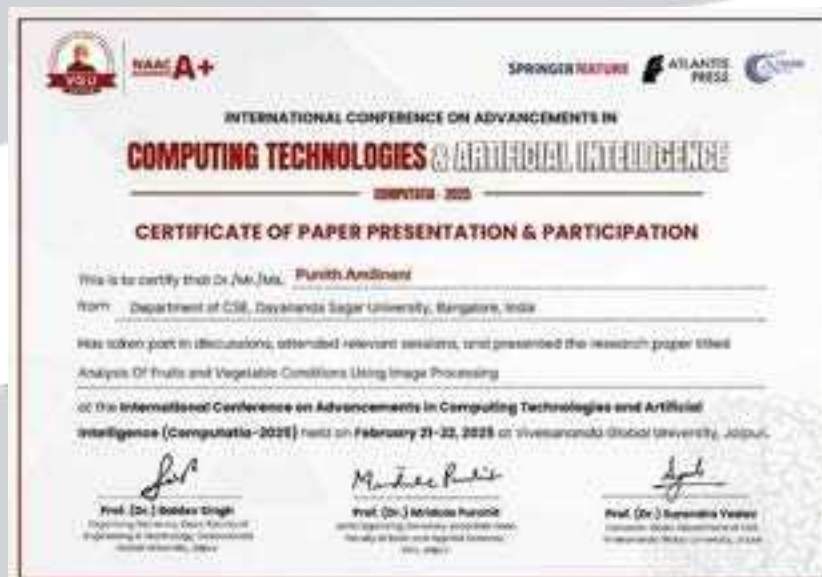 VGU
NAAC A+
SPRINGER NATURE
ATLANTIS PRESS
INTERNATIONAL CONFERENCE ON ADVANCEMENTS IN
COMPUTING TECHNOLOGIES & ARTIFICIAL INTELLIGENCE
COMPUTATIA - 2025
CERTIFICATE OF PAPER PRESENTATION & PARTICIPATION
This is to certify that Dr./Mr./Ms. Punith
from Department of CSE, Dayananda Sagar University, Bangalore, India
Has taken part in discussions, attended relevant sessions, and presented the research paper titled
Analysis Of Fruits and Vegetable Conditions Using Image Processing
at the International Conference on Advancements in Computing Technologies and Artificial
Intelligence (Computatia-2025) held on February 21-22, 2025 at Vivekananda Global University, Jaipur.
Prof. (Dr.) Baldev Singh
Prof. (Dr.) Mridula Purohit
Prof. (Dr.) Surendra Yadav